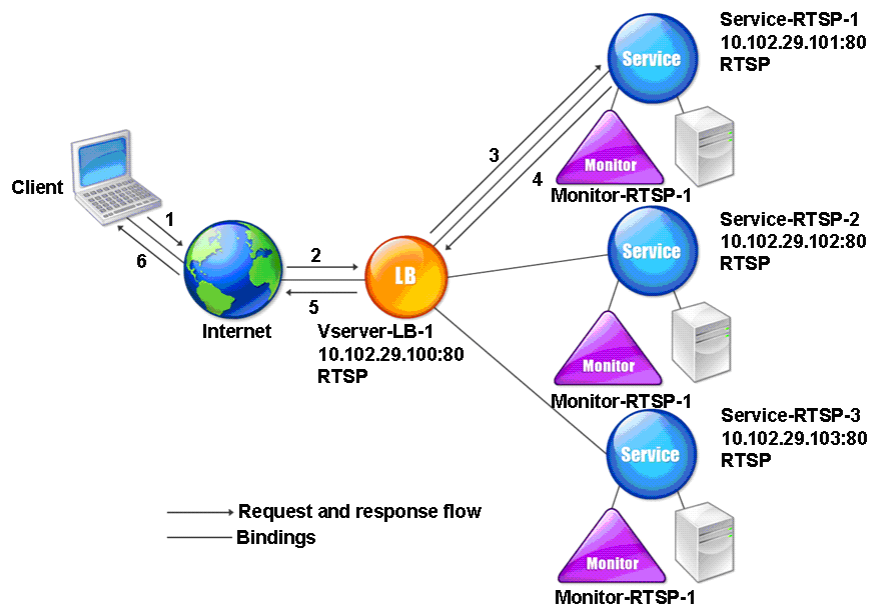 Service-RTSP-1
10.102.29.101:80
RTSP
Service
Monitor
Monitor-RTSP-1
3
4
Client
1
6
Internet
2
5
LB
Vserver-LB-1
10.102.29.100:80
RTSP
Service-RTSP-2
10.102.29.102:80
RTSP
Service
Monitor
Monitor-RTSP-1
Service-RTSP-3
10.102.29.103:80
RTSP
Service
Monitor
Monitor-RTSP-1
Request and response flow
Bindings